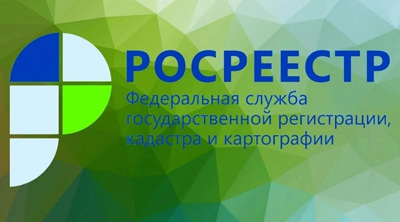 РОСРЕЕСТР
Федеральная служба
государственной регистрации,
кадастра и картографии